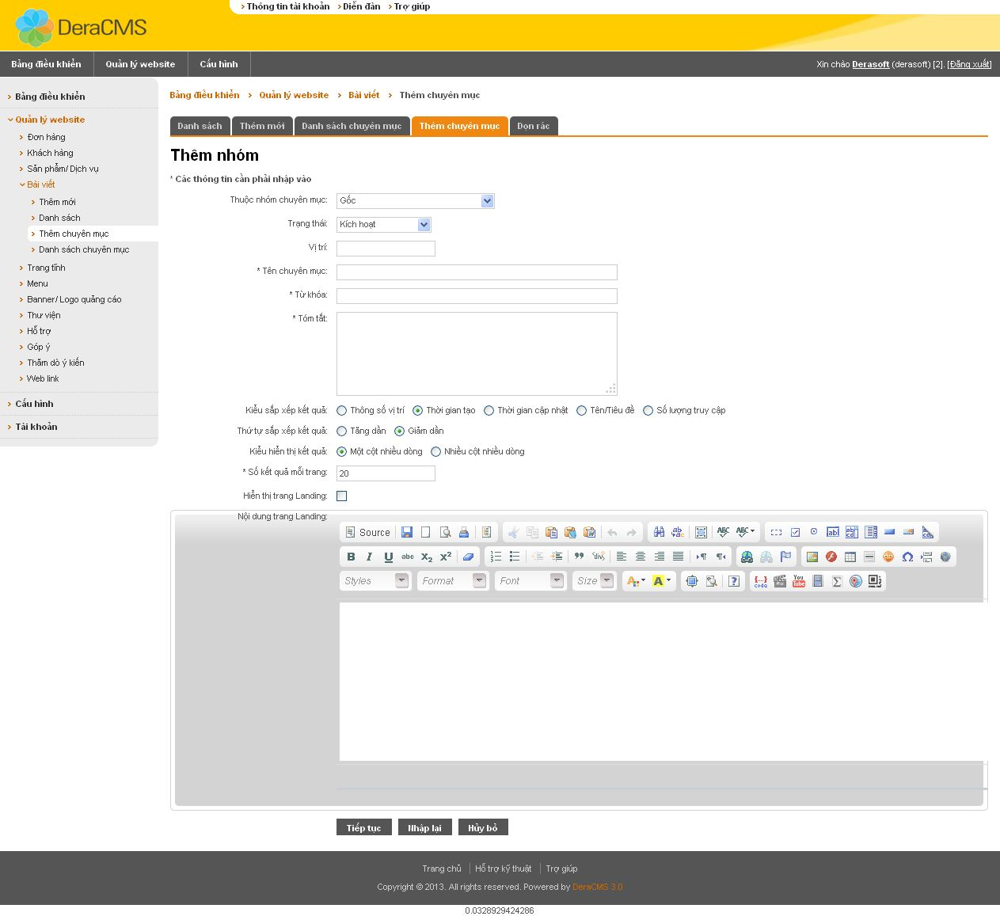 Thông tin tài khoản Diễn đàn Trợ giúp
DeraCMS
Bảng điều khiển Quản lý website Cấu hình
Xin chào Derasoft (derasoft) [2]. [Đăng xuất]
Bảng điều khiển
Quản lý website
Đơn hàng
Khách hàng
Sản phẩm/ Dịch vụ
Bài viết
Thêm mới
Danh sách
Thêm chuyên mục
Danh sách chuyên mục
Trang tĩnh
Menu
Banner/ Logo quảng cáo
Thư viện
Hỗ trợ
Góp ý
Thăm dò ý kiến
Web link
Cấu hình
Tài khoản
Bảng điều khiển Quản lý website Bài viết Thêm chuyên mục
Danh sách Thêm mới Danh sách chuyên mục Thêm chuyên mục Dọn rác
Thêm nhóm
* Các thông tin cần phải nhập vào
Thuộc nhóm chuyên mục: Gốc
Trạng thái: Kích hoạt
Vị trí:
* Tên chuyên mục:
* Từ khóa:
* Tóm tắt:
Kiểu sắp xếp kết quả: Thông số vị trí Thời gian tạo Thời gian cập nhật Tên/Tiêu đề Số lượng truy cập
Thứ tự sắp xếp kết quả: Tăng dần Giảm dần
Kiểu hiển thị kết quả: Một cột nhiều dòng Nhiều cột nhiều dòng
* Số kết quả mỗi trang: 20
Hiển thị trang Landing:
Nội dung trang Landing:
Source
Styles Format Font Size
Tiếp tục Nhập lại Hủy bỏ
Trang chủ Hỗ trợ kỹ thuật Trợ giúp
Copyright © 2013. All rights reserved. Powered by DeraCMS 3.0
0.0328929424286